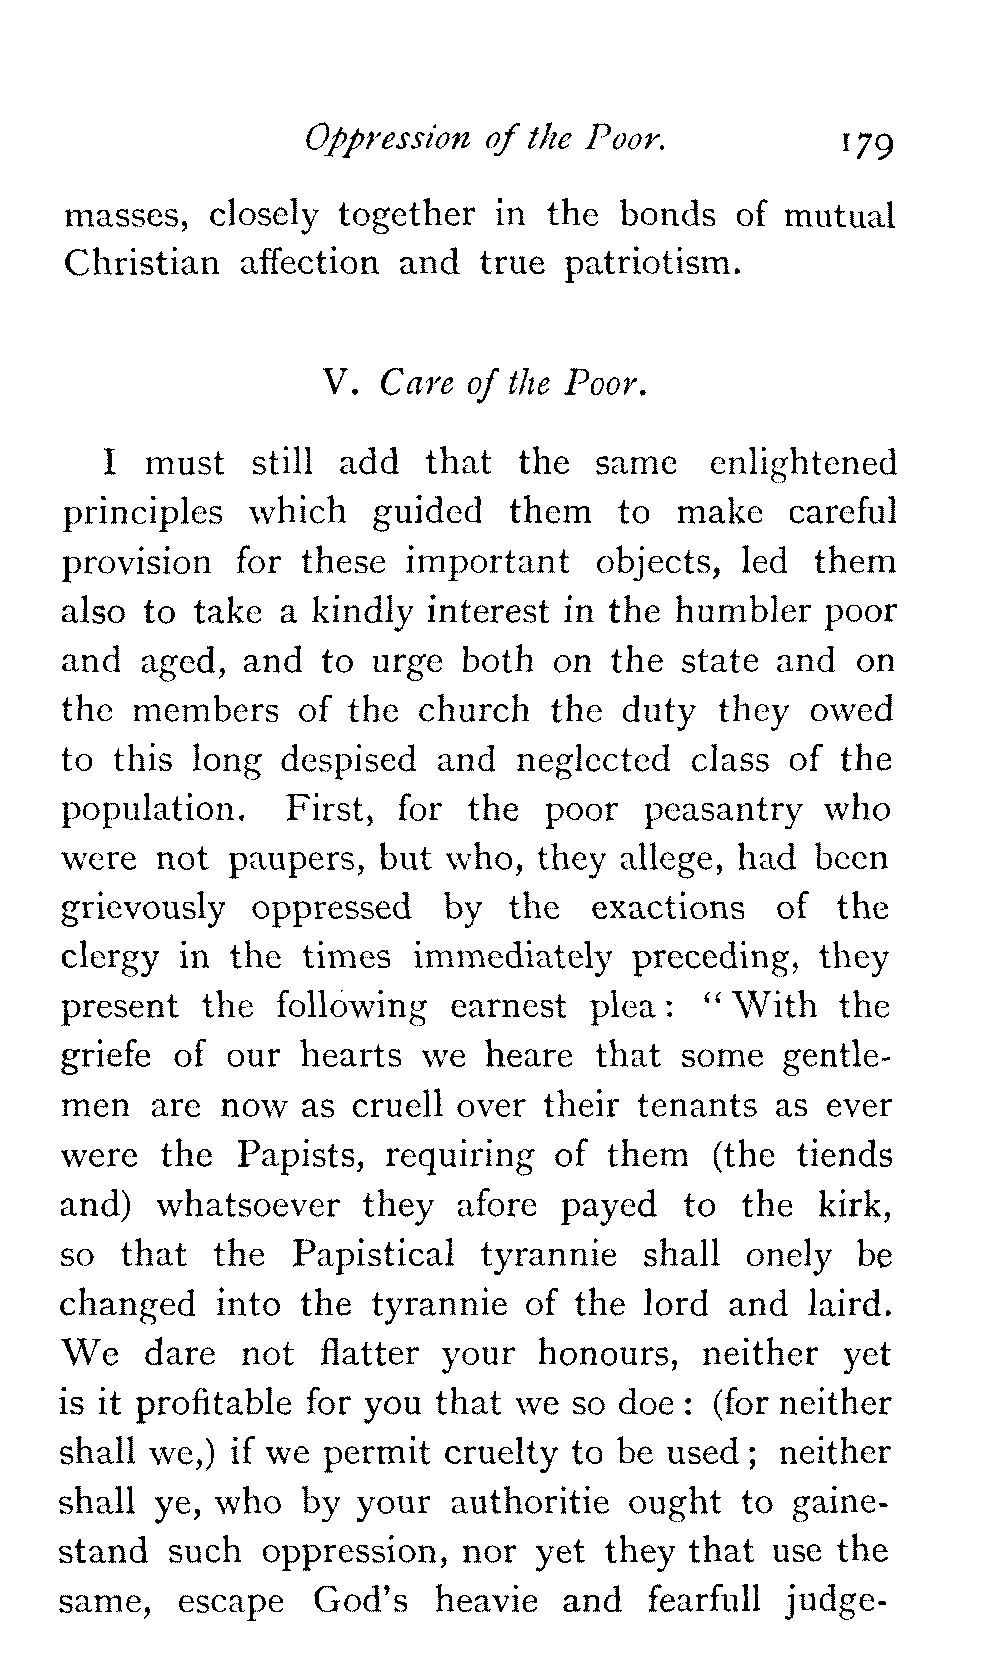 Oppression of the Poor. 179
masses, closely together in the bonds of mutual
Christian affection and true patriotism.
V. Care of the Poor.
I must still add that the same enlightened
principles which guided them to make careful
provision for these important objects, led them
also to take a kindly interest in the humbler poor
and aged, and to urge both on the state and on
the members of the church the duty they owed
to this long despised and neglected class of the
population. First, for the poor peasantry who
were not paupers, but who, they allege, had been
grievously oppressed by the exactions of the
clergy in the times immediately preceding, they
present the following earnest plea: “With the
griefe of our hearts we heare that some gentle-
men are now as cruell over their tenants as ever
were the Papists, requiring of them (the tiends
and) whatsoever they afore payed to the kirk,
so that the Papistical tyrannie shall onely be
changed into the tyrannie of the lord and laird.
We dare not flatter your honours, neither yet
is it profitable for you that we so doe: (for neither
shall we,) if we permit cruelty to be used; neither
shall ye, who by your authoritie ought to gaine-
stand such oppression, nor yet they that use the
same, escape God's heavie and fearfull judge-